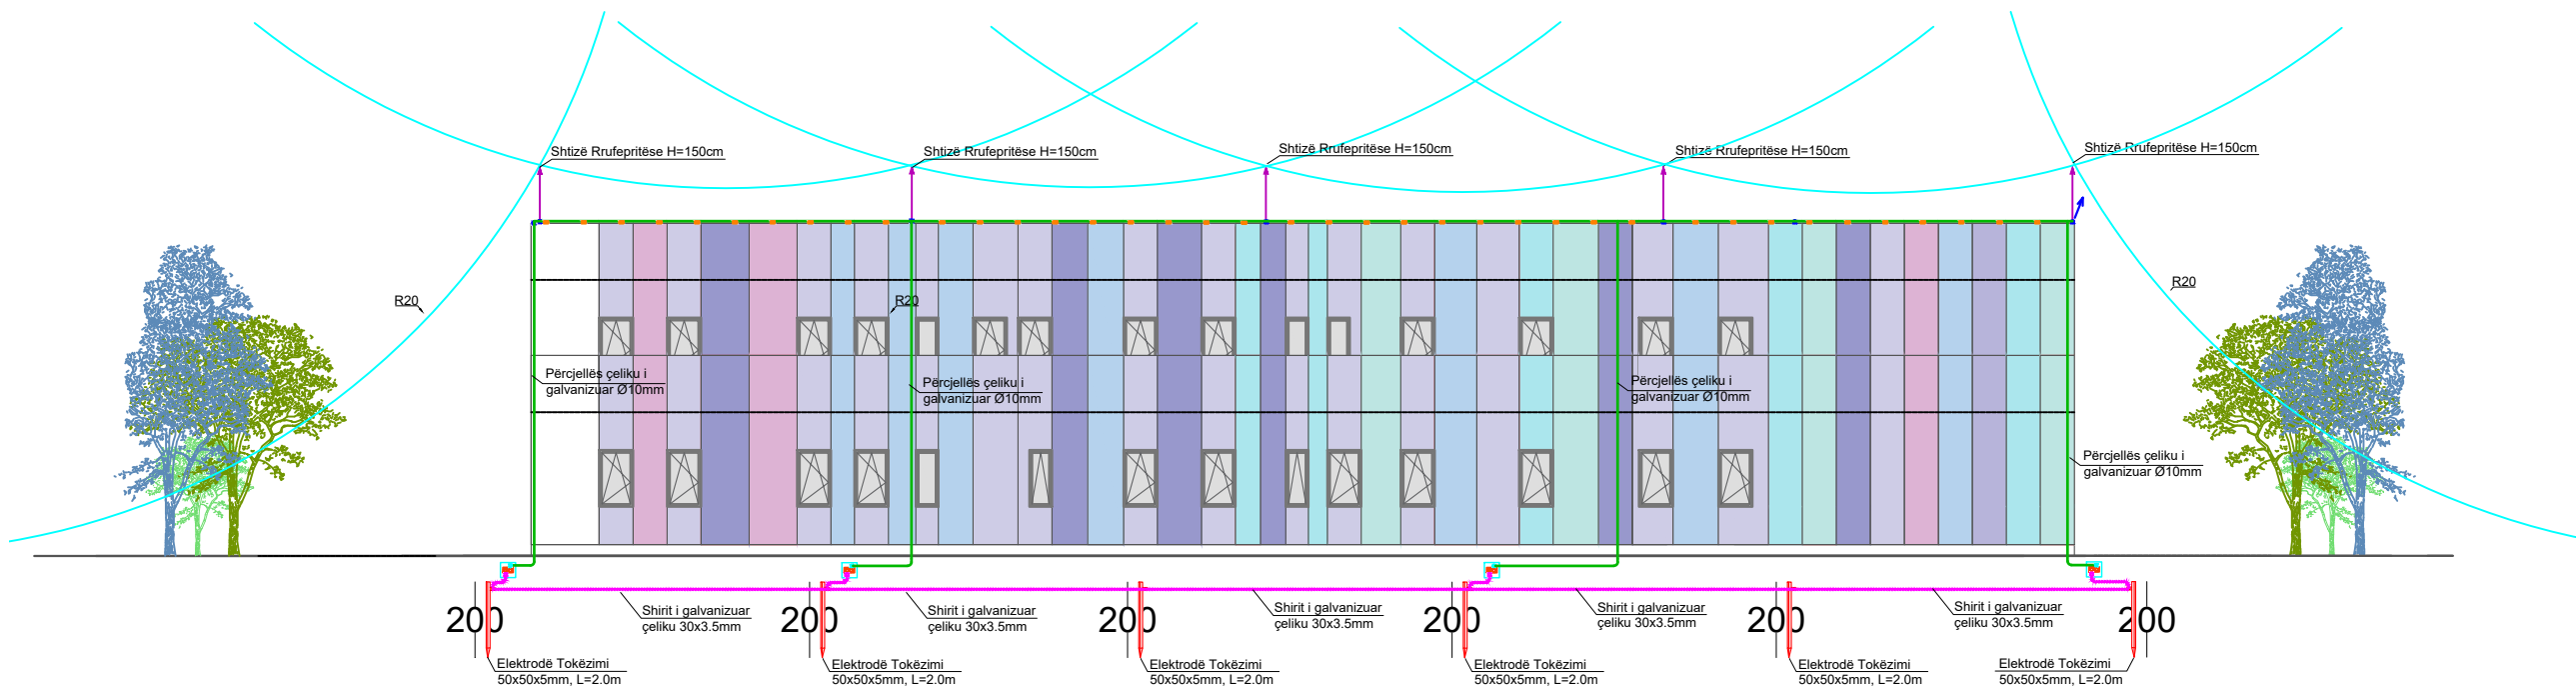 Shtizë Rrufepritëse H=150cm
Shtizë Rrufepritëse H=150cm
Shtizë Rrufepritëse H=150cm
Shtizë Rrufepritëse H=150cm
Shtizë Rrufepritëse H=150cm
R20
R20
R20
Përcjellës çeliku i
galvanizuar Ø10mm
Përcjellës çeliku i
galvanizuar Ø10mm
Përcjellës çeliku i
galvanizuar Ø10mm
Përcjellës çeliku i
galvanizuar Ø10mm
Shirit i galvanizuar
çeliku 30x3.5mm
Shirit i galvanizuar
çeliku 30x3.5mm
Shirit i galvanizuar
çeliku 30x3.5mm
Shirit i galvanizuar
çeliku 30x3.5mm
Shirit i galvanizuar
çeliku 30x3.5mm
200
200
200
200
200
200
Elektrodë Tokëzimi
50x50x5mm, L=2.0m
Elektrodë Tokëzimi
50x50x5mm, L=2.0m
Elektrodë Tokëzimi
50x50x5mm, L=2.0m
Elektrodë Tokëzimi
50x50x5mm, L=2.0m
Elektrodë Tokëzimi
50x50x5mm, L=2.0m
Elektrodë Tokëzimi
50x50x5mm, L=2.0m